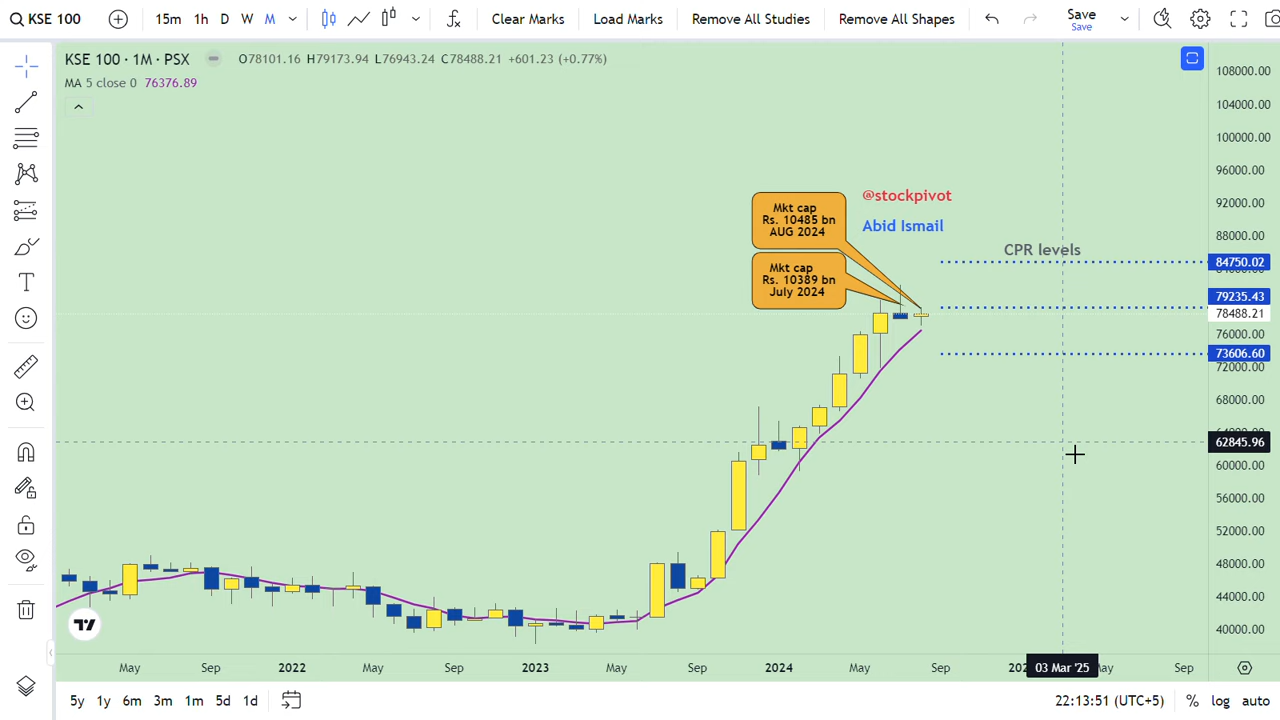 KSE 100
15m 1h D W M
Clear Marks
Load Marks
Remove All Studies
Remove All Shapes
Save
Save
KSE 100 · 1M · PSX
O78101.16 H79173.94 L76943.24 C78488.21 +601.23 (+0.77%)
MA 5 close 0 76376.89
108000.00
104000.00
100000.00
96000.00
92000.00
88000.00
84750.02
79235.43
78488.21
76000.00
73606.60
72000.00
68000.00
62845.96
60000.00
56000.00
52000.00
48000.00
44000.00
40000.00
@stockpivot
Abid Ismail
Mkt cap
Rs. 10485 bn
AUG 2024
Mkt cap
Rs. 10389 bn
July 2024
CPR levels
May Sep 2022 May Sep 2023 May Sep 2024 May Sep 03 Mar '25 Sep
5y 1y 6m 3m 1m 5d 1d
22:13:51 (UTC+5)
% log auto